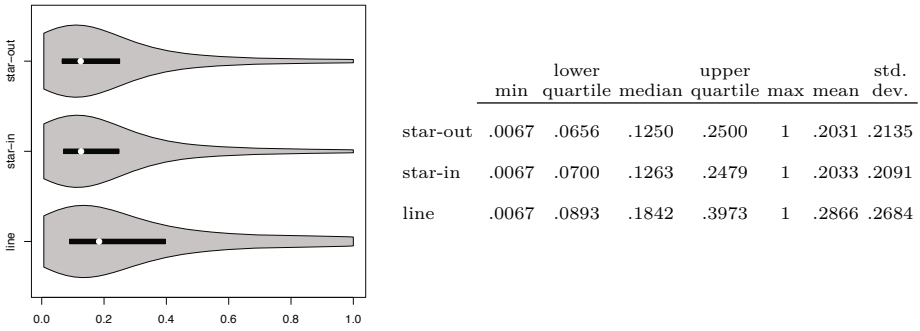 star-out
star-in
line
0.0 0.2 0.4 0.6 0.8 1.0
lower upper std.
min quartile median quartile max mean dev.
star-out .0067 .0656 .1250 .2500 1 .2031 .2135
star-in .0067 .0700 .1263 .2479 1 .2033 .2091
line .0067 .0893 .1842 .3973 1 .2866 .2684